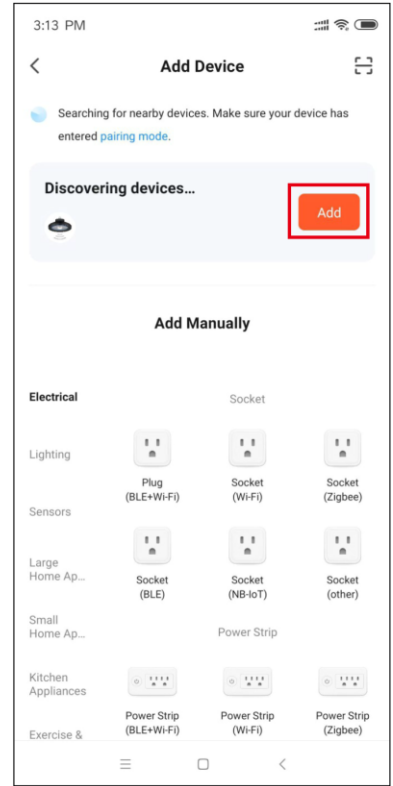 3:13 PM
Add Device
Searching for nearby devices. Make sure your device has
entered pairing mode.
Discovering devices...
Add
Add Manually
Electrical
Socket
Lighting
Plug
(BLE+Wi-Fi)
Socket
(Wi-Fi)
Socket
(Zigbee)
Sensors
Large
Home Ap...
Socket
(BLE)
Socket
(NB-IoT)
Socket
(other)
Small
Home Ap...
Power Strip
Kitchen
Appliances
Power Strip
(BLE+Wi-Fi)
Power Strip
(Wi-Fi)
Power Strip
(Zigbee)
Exercise &